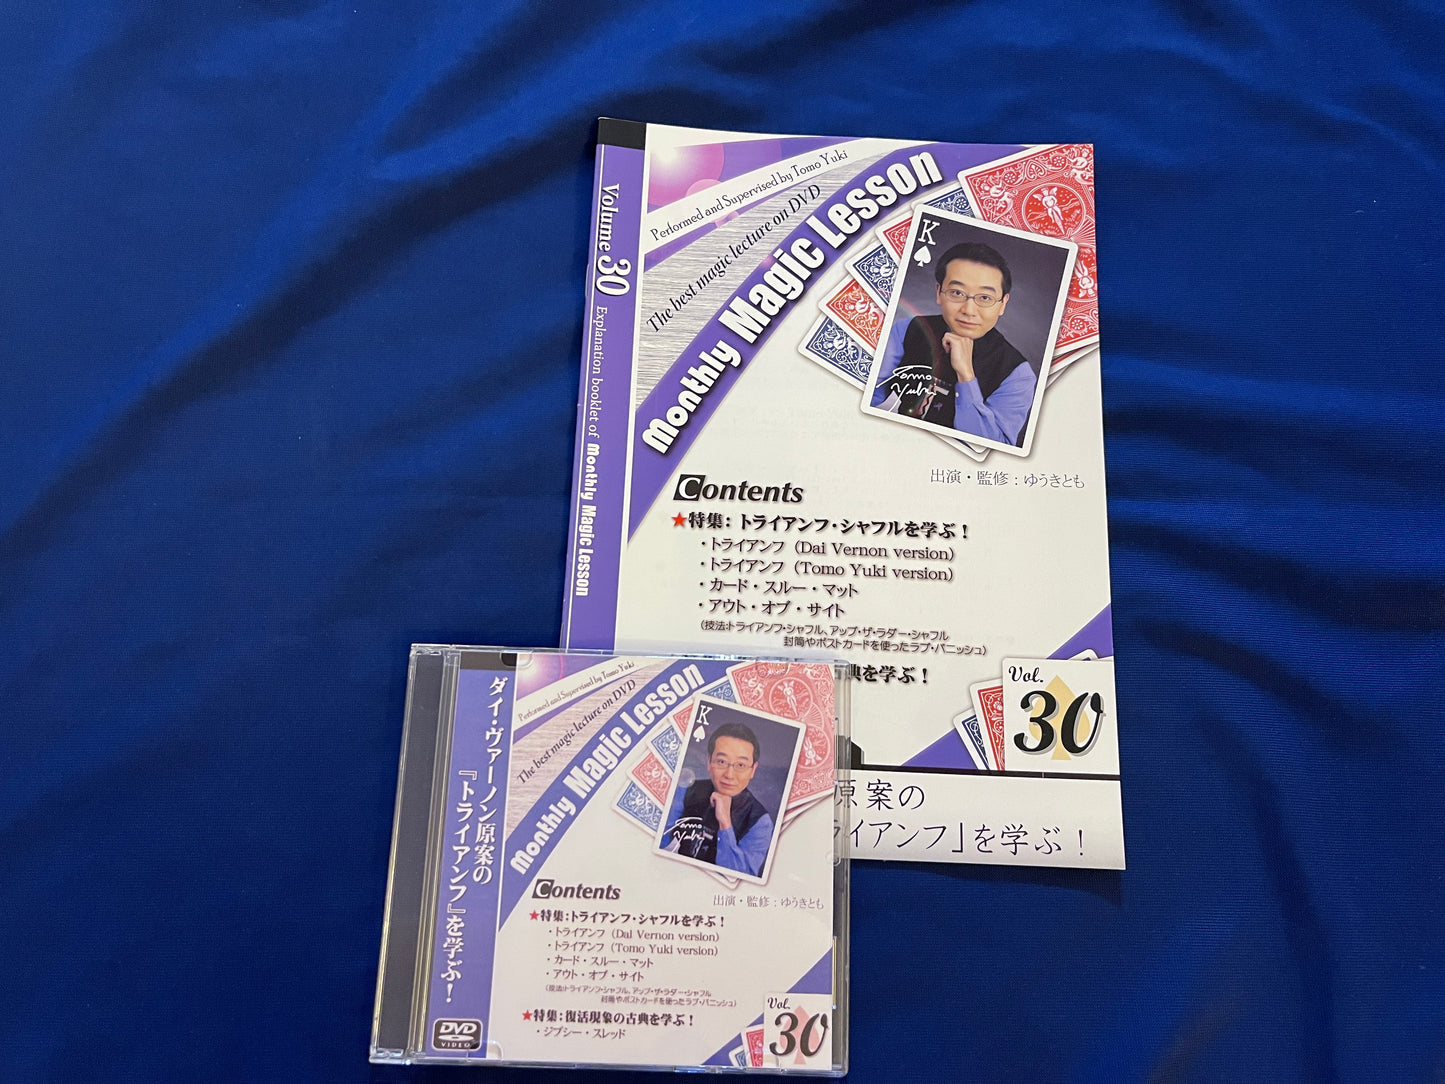 Volume 30 Explanation booklet of Monthly Magic Lesson
Performed and Supervised by Tomo Yuki
The best magic lecture on DVD
Monthly Magic Lesson
K
Tomo
Yuki
出演・監修：ゆうきとも
Contents
★特集：トライアンフ・シャフルを学ぶ！
・トライアンフ（Dai Vernon version）
・トライアンフ（Tomo Yuki version）
・カード・スルー・マット
・アウト・オブ・サイト
（技法:トライアンフ・シャフル、アップ・ザ・ラダー・シャフル
封筒やポストカードを使ったラブ・バニッシュ）
古典を学ぶ！
Vol.
30
原案の
ライアンフ」を学ぶ！
ダイ・ヴァーノン原案の
『トライアンフ』を学ぶ！
DVD
VIDEO
Performed and Supervised by Tomo Yuki
The best magic lecture on DVD
Monthly Magic Lesson
K
Tomo
Yuki
出演・監修：ゆうきとも
Contents
★特集：トライアンフ・シャフルを学ぶ！
・トライアンフ（Dai Vernon version）
・トライアンフ（Tomo Yuki version）
・カード・スルー・マット
・アウト・オブ・サイト
（技法:トライアンフ・シャフル、アップ・ザ・ラダー・シャフル
封筒やポストカードを使ったラブ・バニッシュ）
★特集：復活現象の古典を学ぶ！
・ジプシー・スレッド
Vol.
30